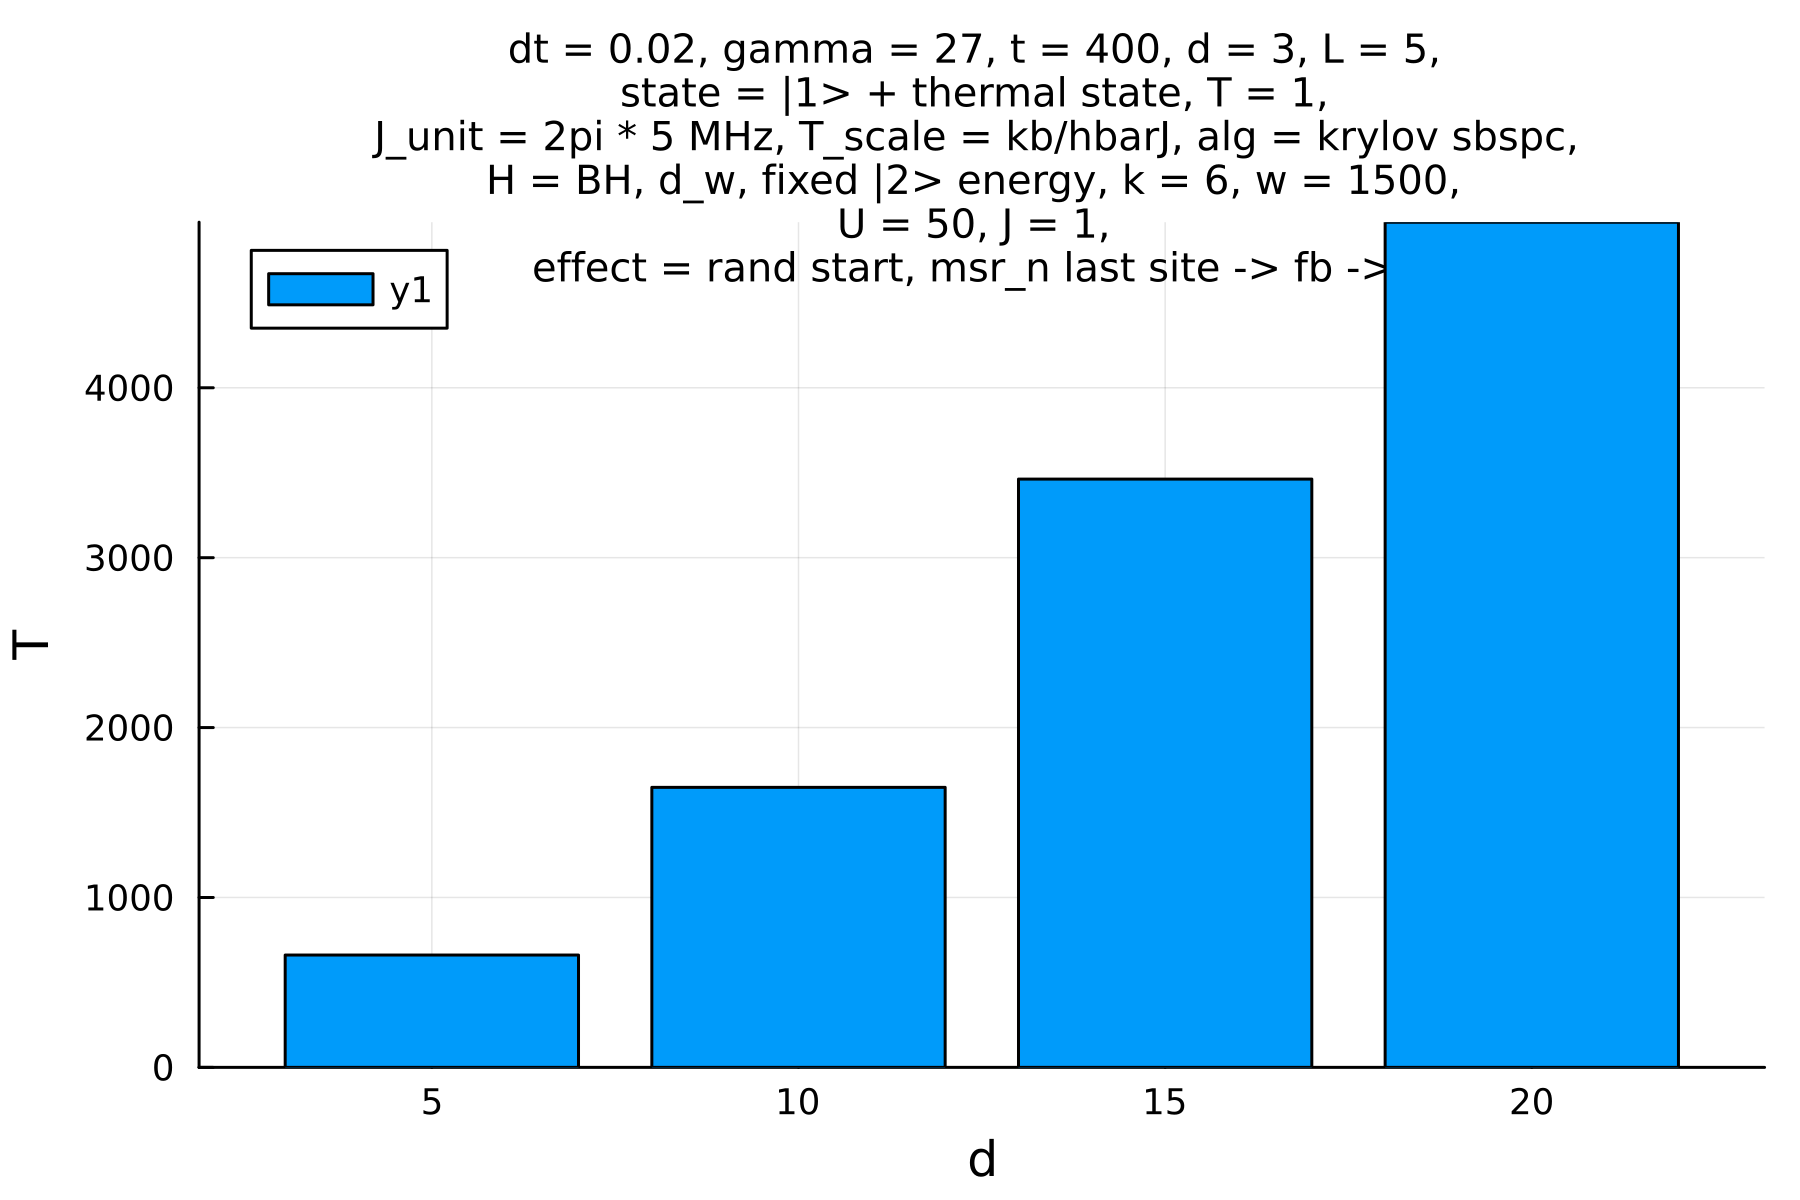 dt = 0.02, gamma = 27, t = 400, d = 3, L = 5,
state = |1> + thermal state, T = 1,
J_unit = 2pi * 5 MHz, T_scale = kb/hbarJ, alg = krylov sbspc,
H = BH, d_w, fixed |2> energy, k = 6, w = 1500,
U = 50, J = 1,
effect = rand start, msr_n last site -> fb ->
y1
4000
3000
2000
1000
0
T
5 10 15 20
d